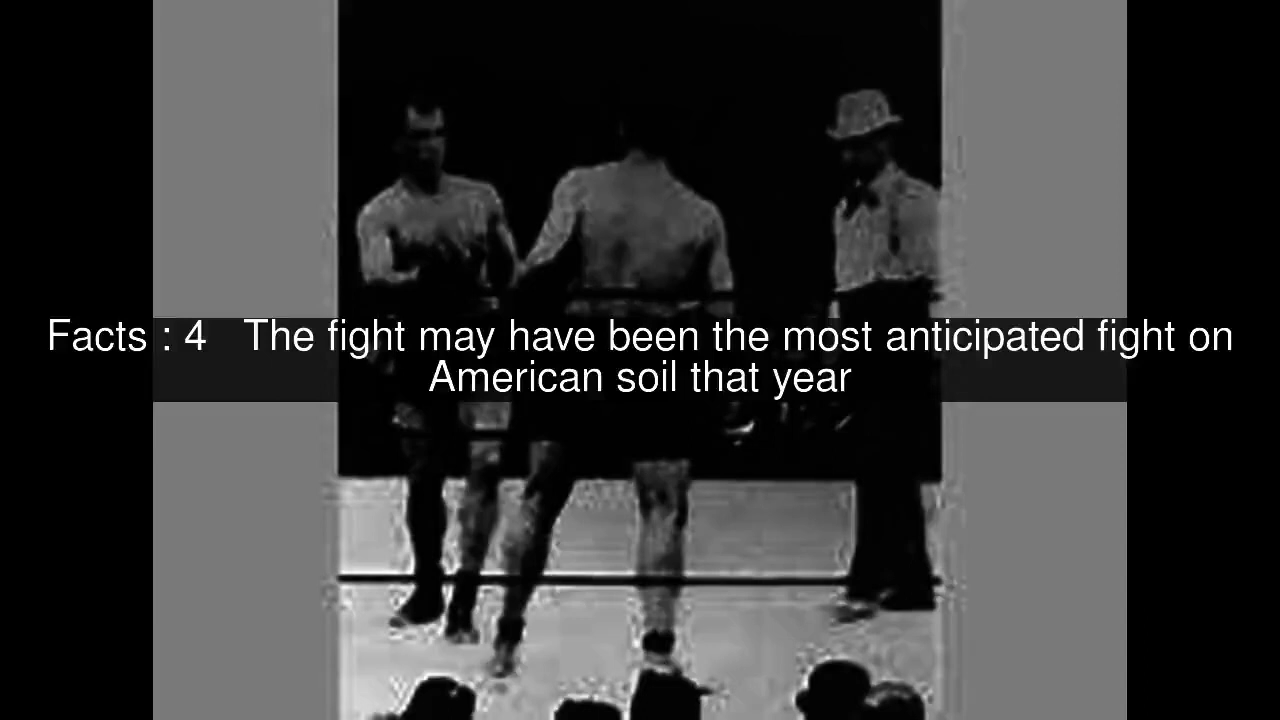 Facts : 4   The fight may have been the most anticipated fight on
American soil that year